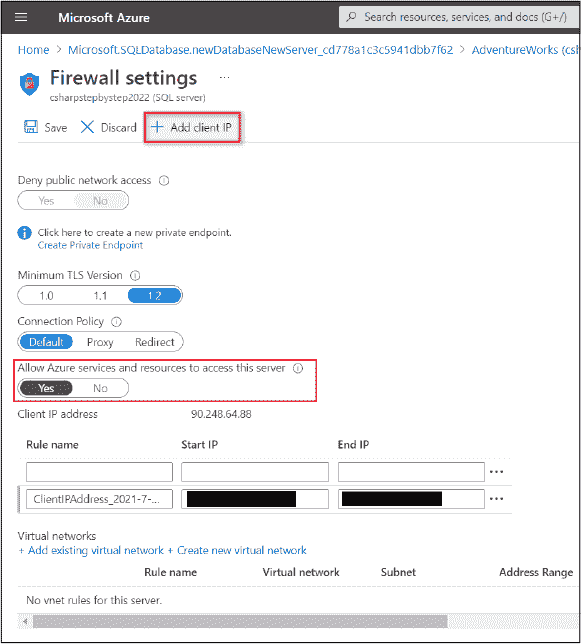 Microsoft Azure
Search resources, services, and docs (G+/)
Home > Microsoft.SQLDatabase.newDatabaseNewServer_cd778a1c3c5941dbb7f62 > AdventureWorks (csh
Firewall settings ...
csharpstepbystep2022 (SQL server)
Save Discard + Add client IP
Deny public network access
Yes No
Click here to create a new private endpoint.
Create Private Endpoint
Minimum TLS Version
1.0 1.1 1.2
Connection Policy
Default Proxy Redirect
Allow Azure services and resources to access this server
Yes No
Client IP address 90.248.64.88
Rule name Start IP End IP
ClientIPAddress_2021-7-...
Virtual networks
+ Add existing virtual network + Create new virtual network
Rule name Virtual network Subnet Address Range
No vnet rules for this server.